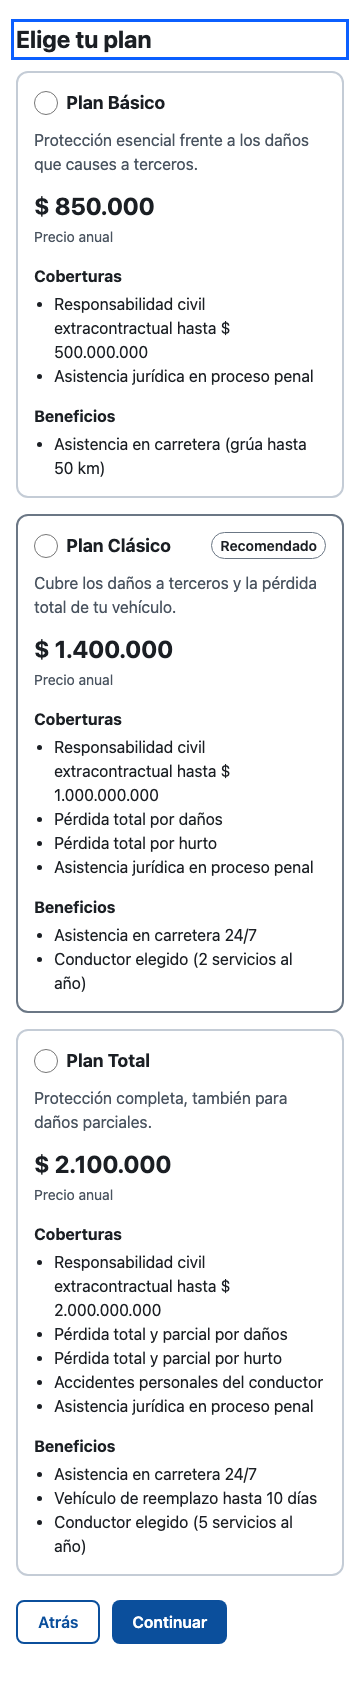 Elige tu plan
Plan Básico
Protección esencial frente a los daños
que causes a terceros.
$ 850.000
Precio anual
Coberturas
• Responsabilidad civil
extracontractual hasta $
500.000.000
• Asistencia jurídica en proceso penal
Beneficios
• Asistencia en carretera (grúa hasta
50 km)
Plan Clásico Recomendado
Cubre los daños a terceros y la pérdida
total de tu vehículo.
$ 1.400.000
Precio anual
Coberturas
• Responsabilidad civil
extracontractual hasta $
1.000.000.000
• Pérdida total por daños
• Pérdida total por hurto
• Asistencia jurídica en proceso penal
Beneficios
• Asistencia en carretera 24/7
• Conductor elegido (2 servicios al
año)
Plan Total
Protección completa, también para
daños parciales.
$ 2.100.000
Precio anual
Coberturas
• Responsabilidad civil
extracontractual hasta $
2.000.000.000
• Pérdida total y parcial por daños
• Pérdida total y parcial por hurto
• Accidentes personales del conductor
• Asistencia jurídica en proceso penal
Beneficios
• Asistencia en carretera 24/7
• Vehículo de reemplazo hasta 10 días
• Conductor elegido (5 servicios al
año)
Atrás Continuar